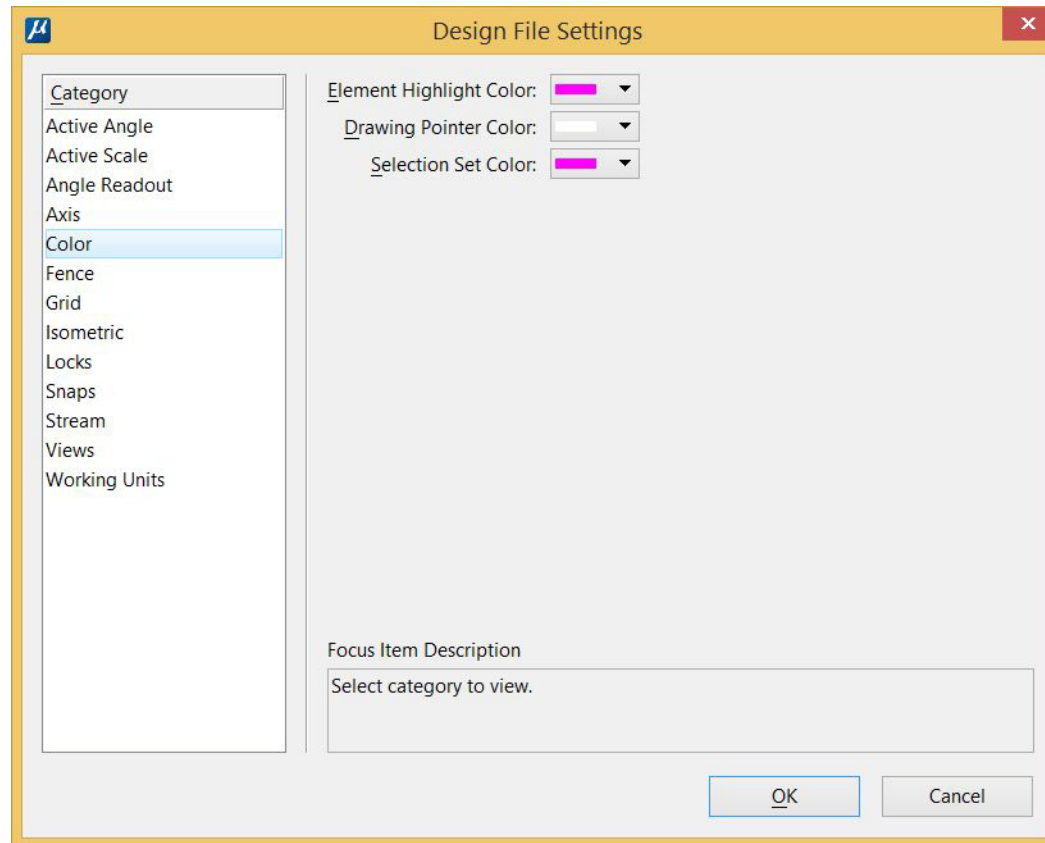 Design File Settings
Category
Active Angle
Active Scale
Angle Readout
Axis
Color
Fence
Grid
Isometric
Locks
Snaps
Stream
Views
Working Units
Element Highlight Color:
Drawing Pointer Color:
Selection Set Color:
Focus Item Description
Select category to view.
OK
Cancel